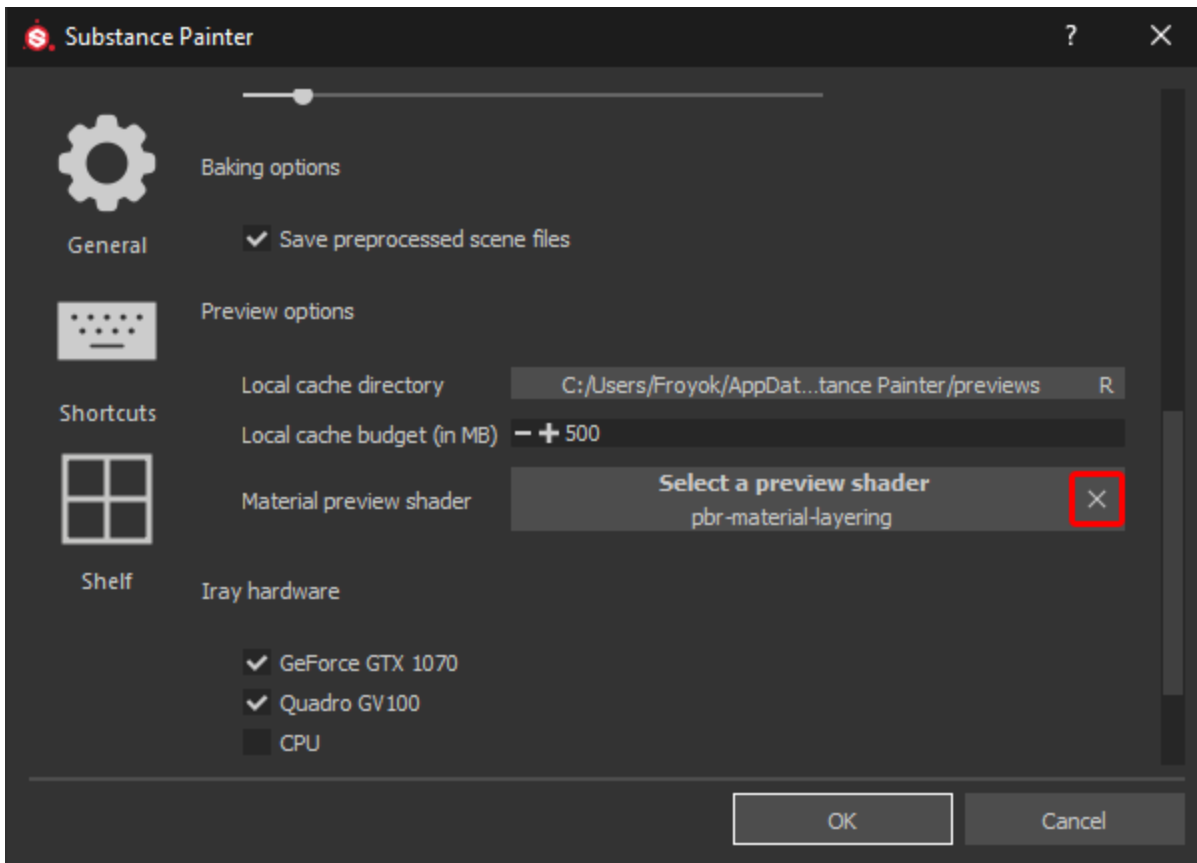 Substance Painter
?
Baking options
General
Save preprocessed scene files
Preview options
Local cache directory
C:/Users/Froyok/AppDat...tance Painter/previews
R
Shortcuts
Local cache budget (in MB)
500
Material preview shader
Select a preview shader
pbr-material-layering
Shelf
Iray hardware
GeForce GTX 1070
Quadro GV100
CPU
OK
Cancel